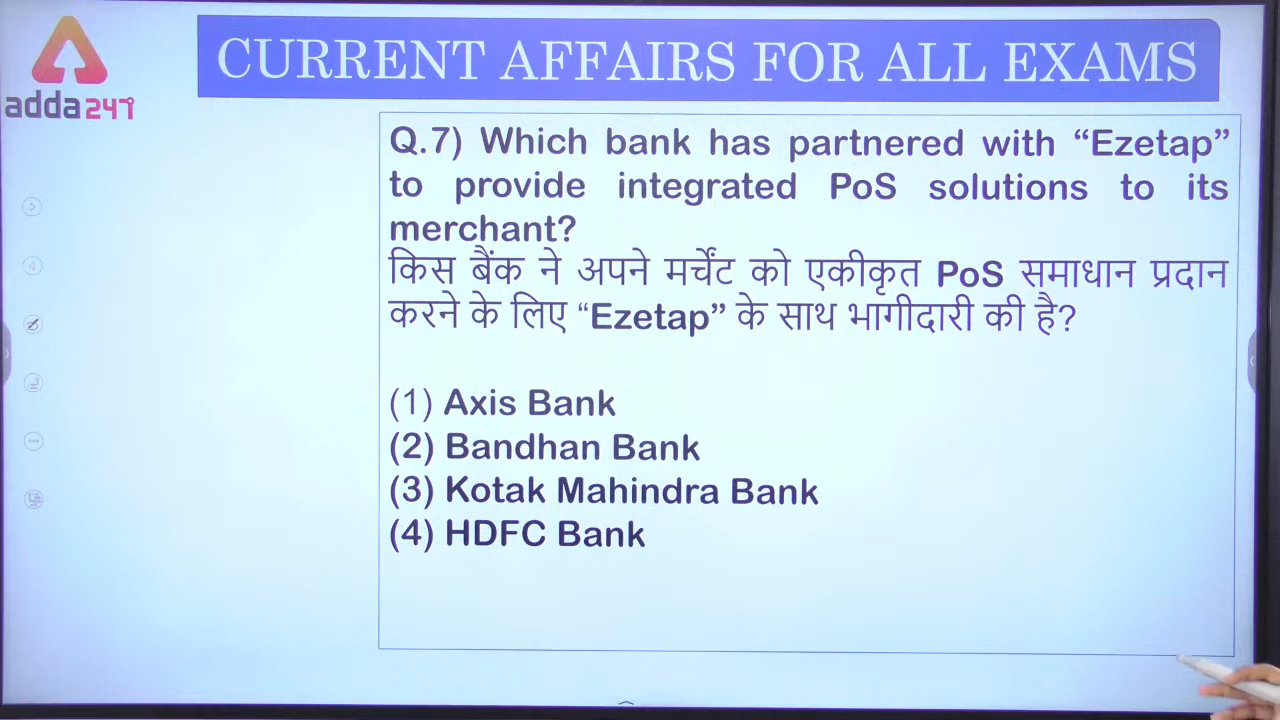 adda247
CURRENT AFFAIRS FOR ALL EXAMS
Q.7) Which bank has partnered with “Ezetap”
to provide integrated PoS solutions to its
merchant?
किस बैंक ने अपने मर्चेंट को एकीकृत PoS समाधान प्रदान
करने के लिए “Ezetap” के साथ भागीदारी की है?
(1) Axis Bank
(2) Bandhan Bank
(3) Kotak Mahindra Bank
(4) HDFC Bank